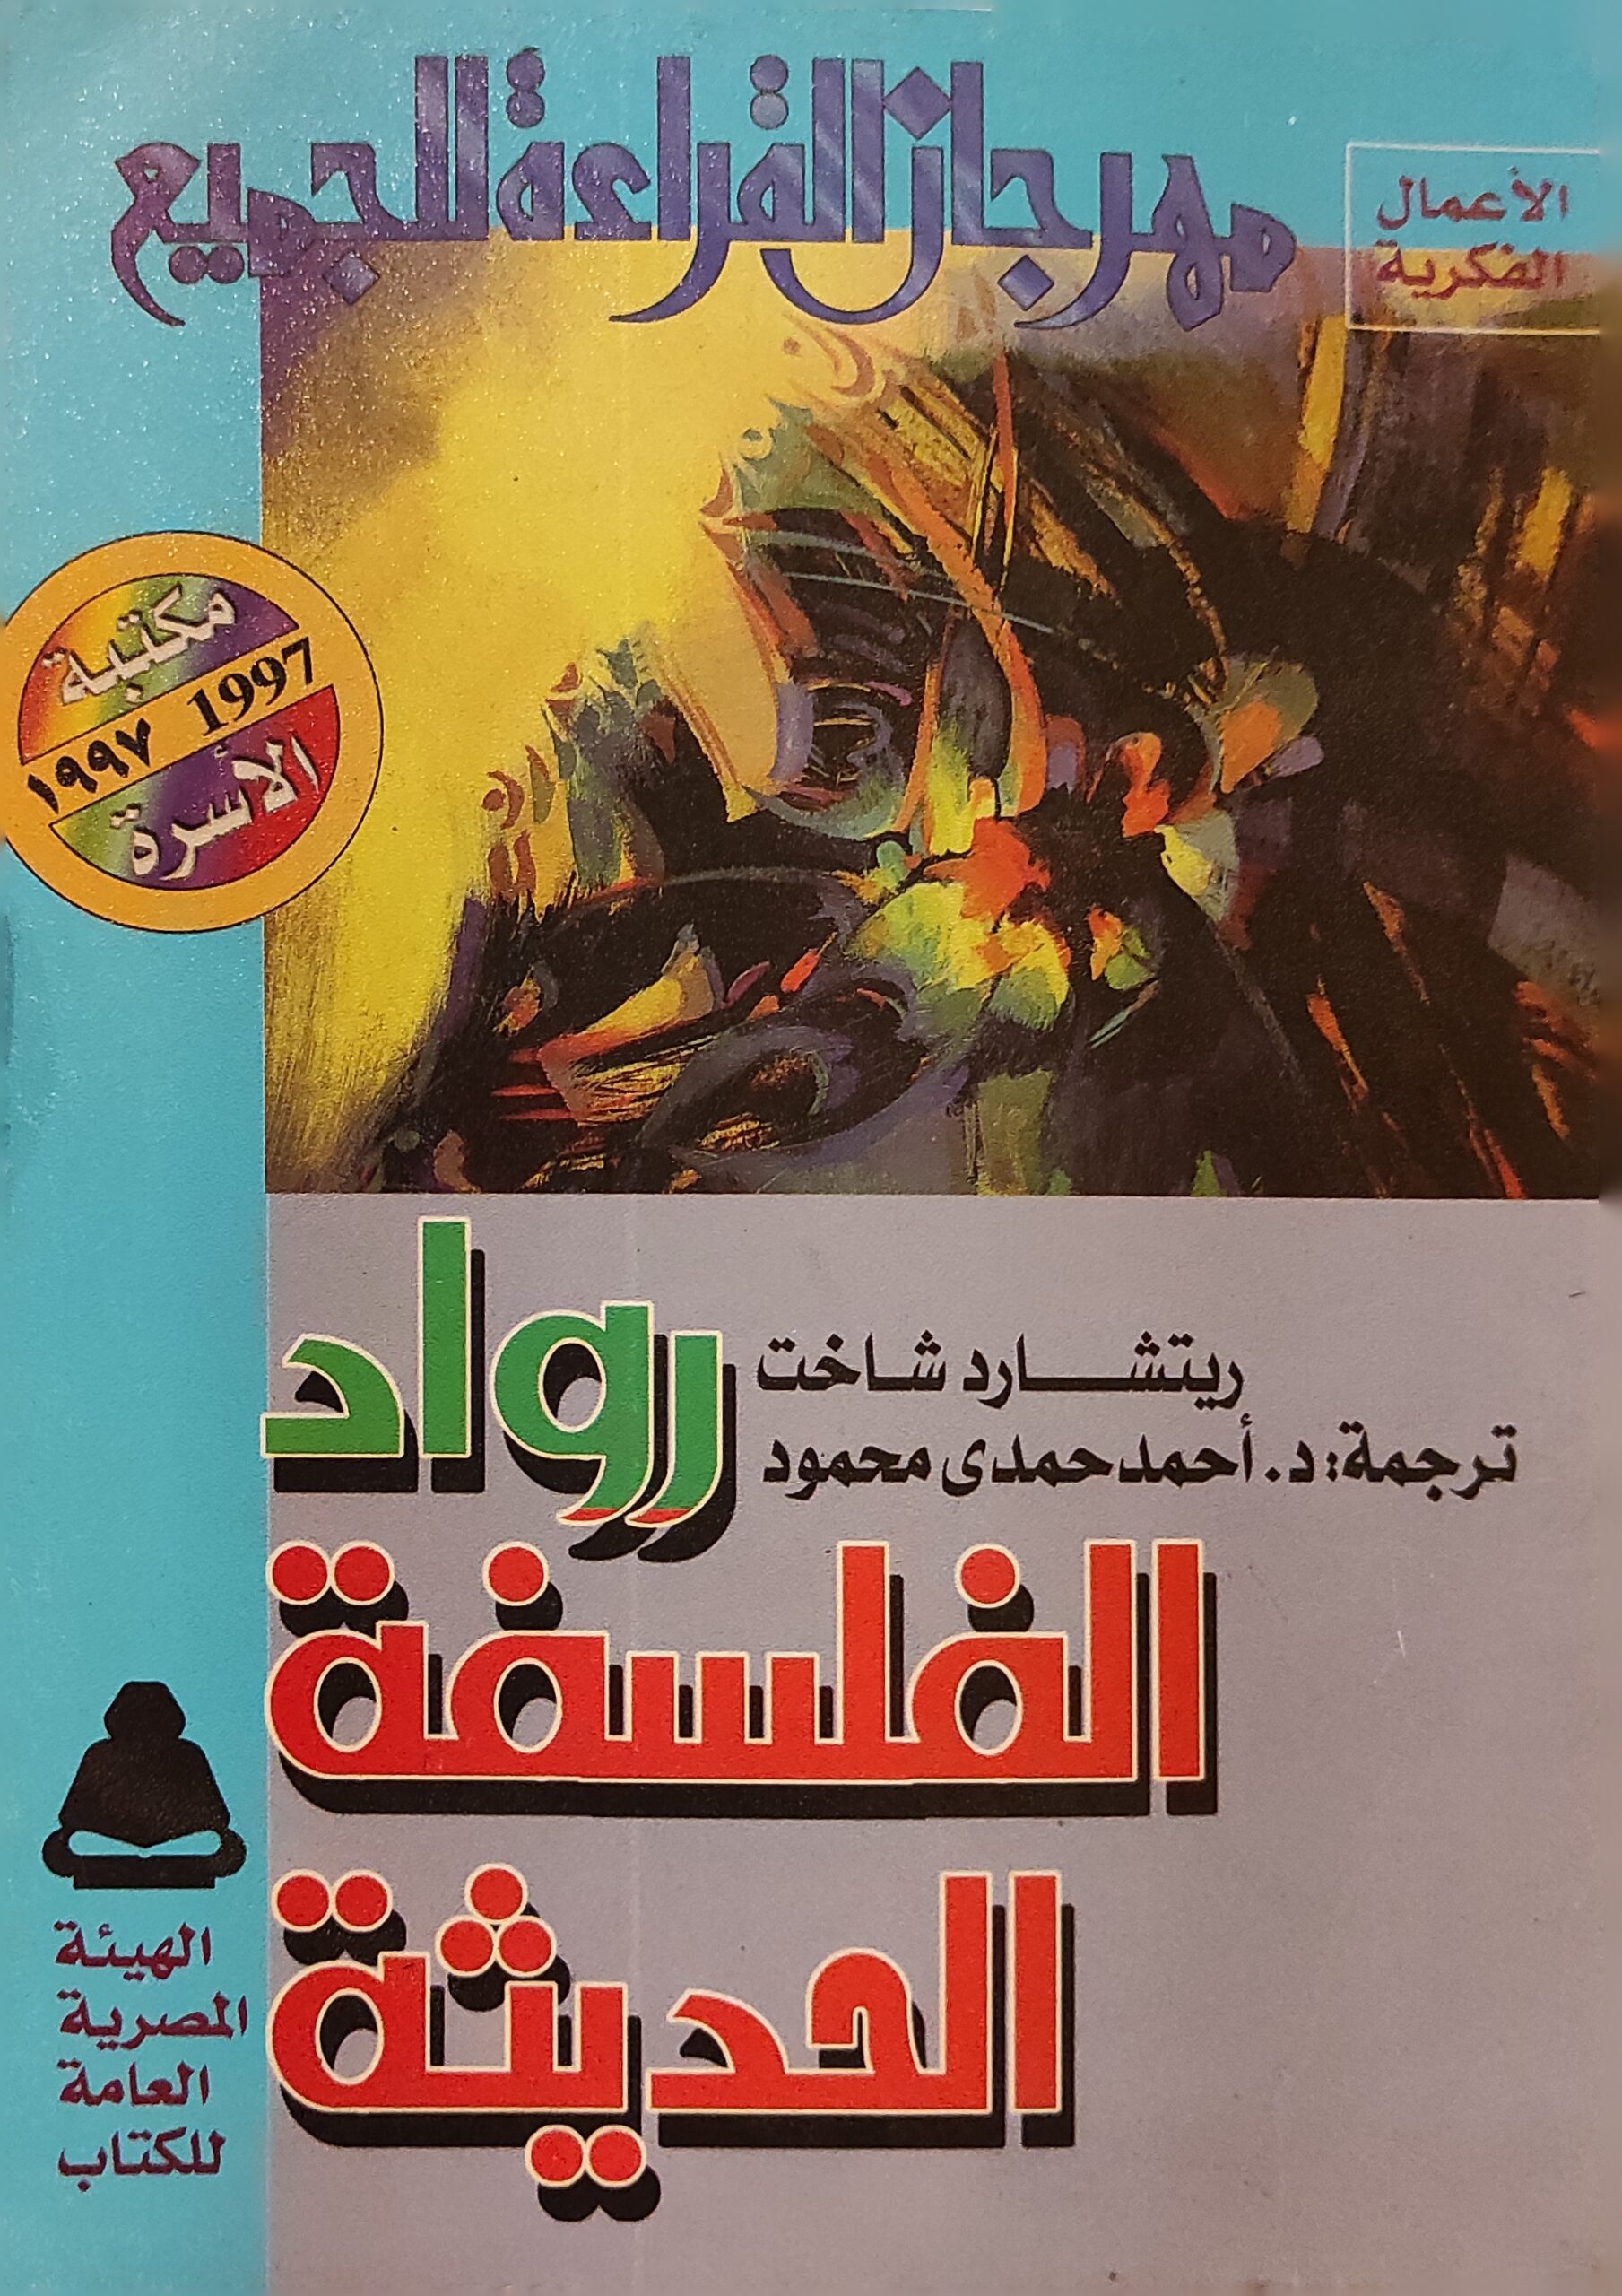 مهرجان القراءة للجميع
الأعمال
الفكرية
مكتبة
١٩٩٧ 1997
الأسرة
ريتشارد شاخت
ترجمة: د. أحمد حمدى محمود
رواد
الفلسفة
الحديثة
الهيئة
المصرية
العامة
للكتاب